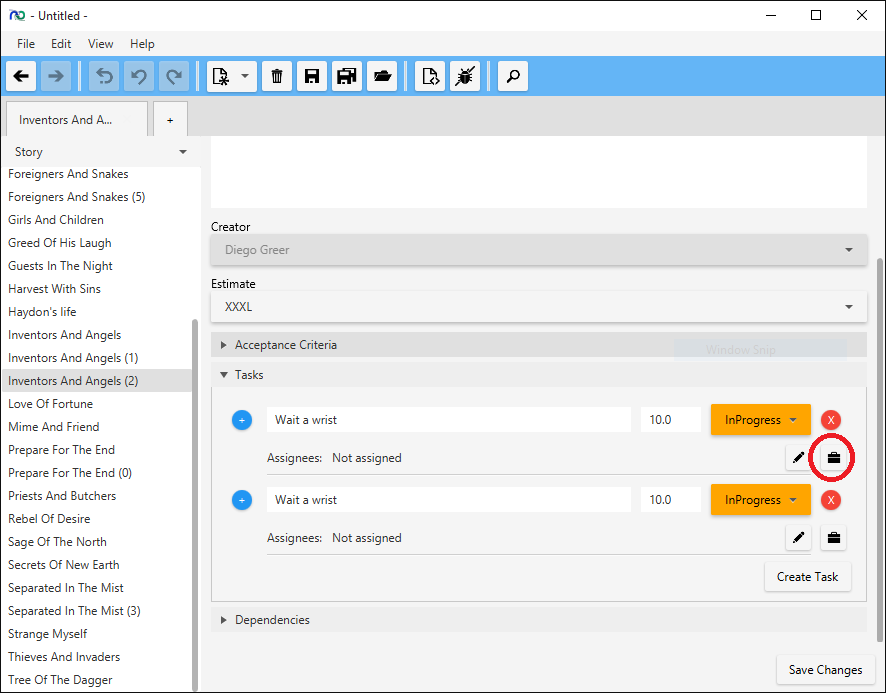 - Untitled -
File Edit View Help
Inventors And A... +
Story
Foreigners And Snakes
Foreigners And Snakes (5)
Girls And Children
Greed Of His Laugh
Guests In The Night
Harvest With Sins
Haydon's life
Inventors And Angels
Inventors And Angels (1)
Inventors And Angels (2)
Love Of Fortune
Mime And Friend
Prepare For The End
Prepare For The End (0)
Priests And Butchers
Rebel Of Desire
Sage Of The North
Secrets Of New Earth
Separated In The Mist
Separated In The Mist (3)
Strange Myself
Thieves And Invaders
Tree Of The Dagger
Creator
Diego Greer
Estimate
XXXL
Acceptance Criteria
Window Snip
Tasks
+ Wait a wrist 10.0 InProgress X
Assignees: Not assigned
+ Wait a wrist 10.0 InProgress X
Assignees: Not assigned
Create Task
Dependencies
Save Changes